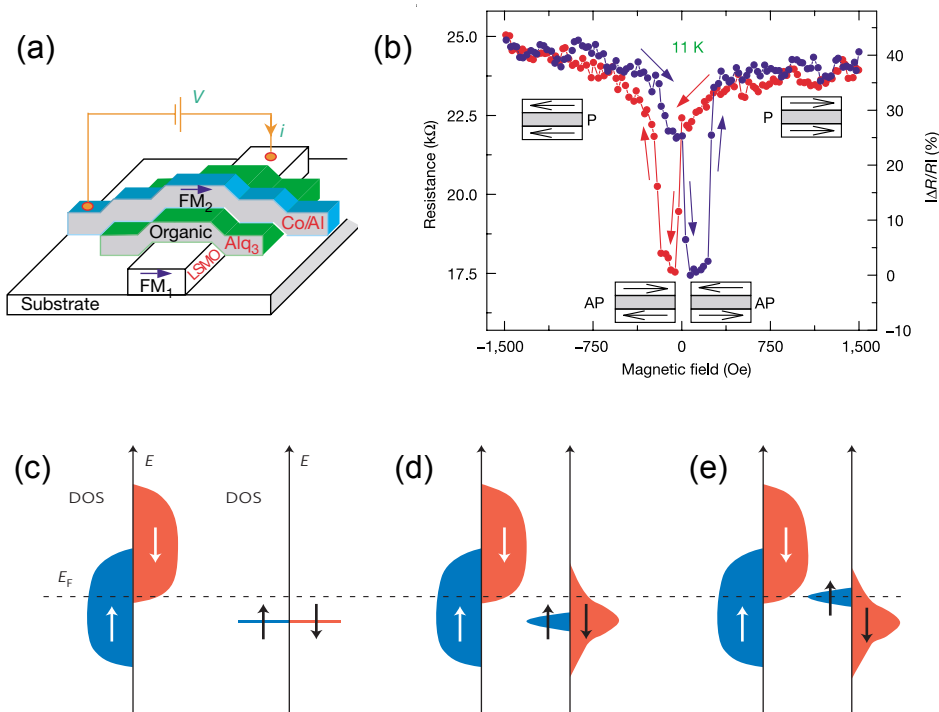 (a)
V
i
FM2
Co/Al
Organic
Alq3
LSMO
FM1
Substrate
(b)
11 K
P
P
AP
AP
25.0
22.5
20.0
17.5
Resistance (kΩ)
40
30
20
10
0
−10
|ΔR/R| (%)
−1,500
−750
0
750
1,500
Magnetic field (Oe)
(c)
E
E
DOS
DOS
EF
(d)
(e)